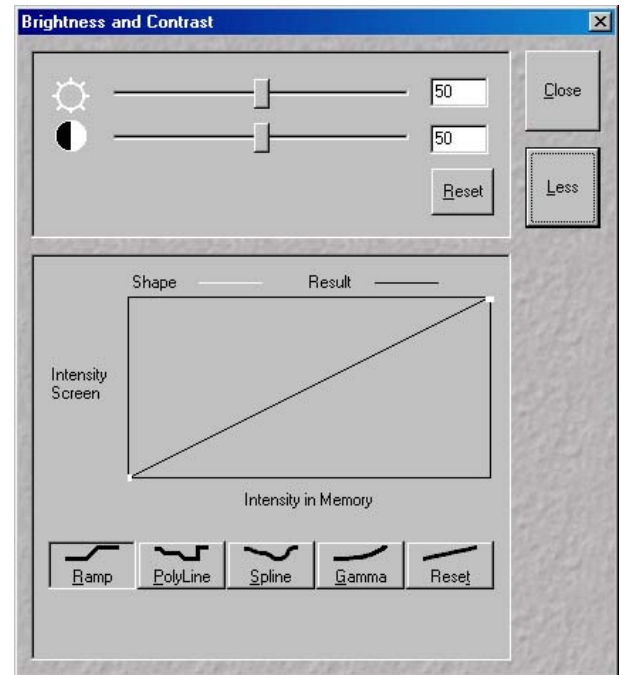 Brightness and Contrast
50
Close
50
Reset
Less
Shape
Result
Intensity
Screen
Intensity in Memory
Ramp
PolyLine
Spline
Gamma
Reset